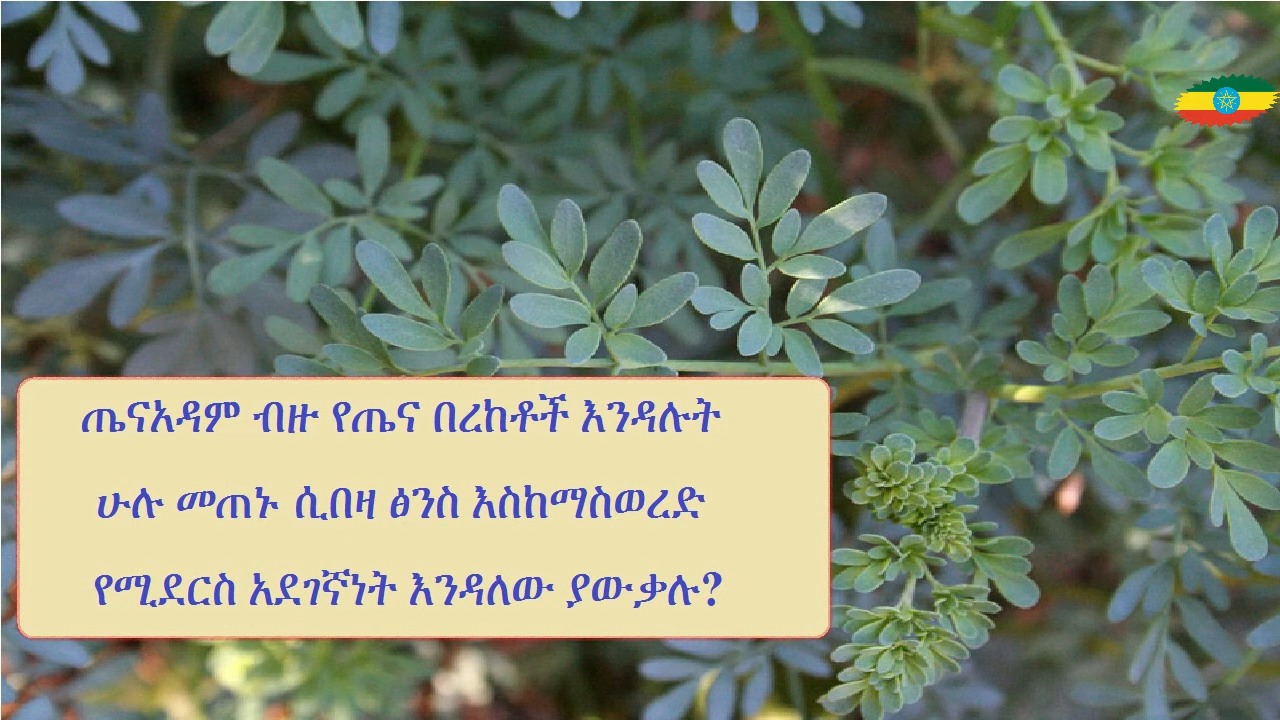 ጤናአዳም ብዙ የጤና በረከቶች እንዳሉት
ሁሉ መጠኑ ሲበዛ ፅንስ እስከማስወረድ
የሚደርስ አደገኛነት እንዳለው ያውቃሉ?